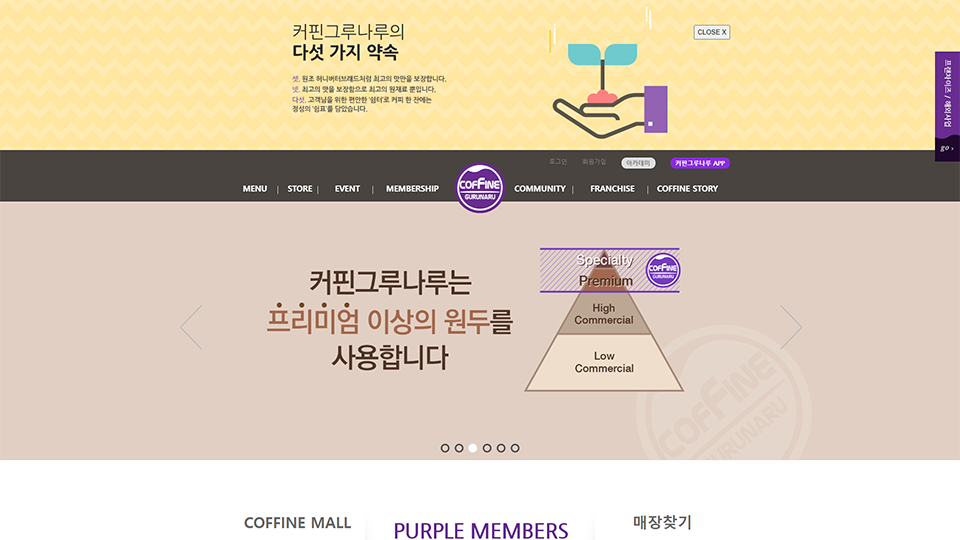 커핀그루나루의
다섯 가지 약속
셋. 원조 허니버터브래드처럼 최고의 맛만을 보장합니다.
넷. 최고의 맛을 보장함으로 최고의 원재료 뿐입니다.
다섯. 고객님을 위한 편안한 '쉼터'로 커피 한 잔에는
정성의 '쉼표'를 담았습니다.
CLOSE X
프랜차이즈 / 해외사업
go ›
로그인 회원가입 아카데미 커핀그루나루 APP
MENU | STORE | EVENT | MEMBERSHIP COFFINE GURUNARU COMMUNITY | FRANCHISE | COFFINE STORY
커핀그루나루는
프리미엄 이상의 원두를
사용합니다
Specialty
Premium
COFFINE
GURUNARU
High
Commercial
Low
Commercial
COFFINE
GURUNARU
COFFINE MALL
PURPLE MEMBERS
매장찾기